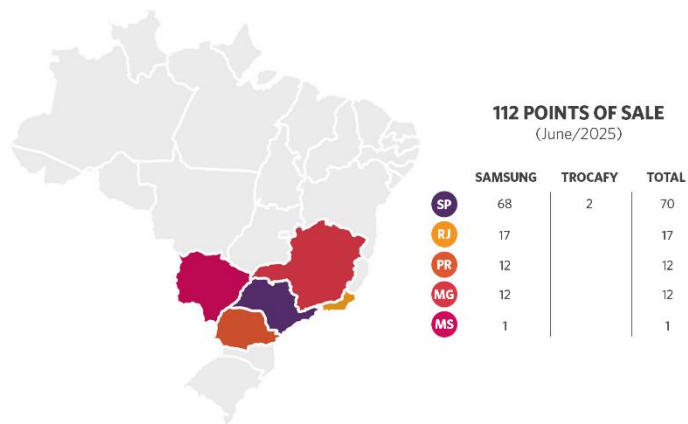 112 POINTS OF SALE
(June/2025)
SAMSUNG TROCAFY TOTAL
SP 68 2 70
RJ 17 17
PR 12 12
MG 12 12
MS 1 1